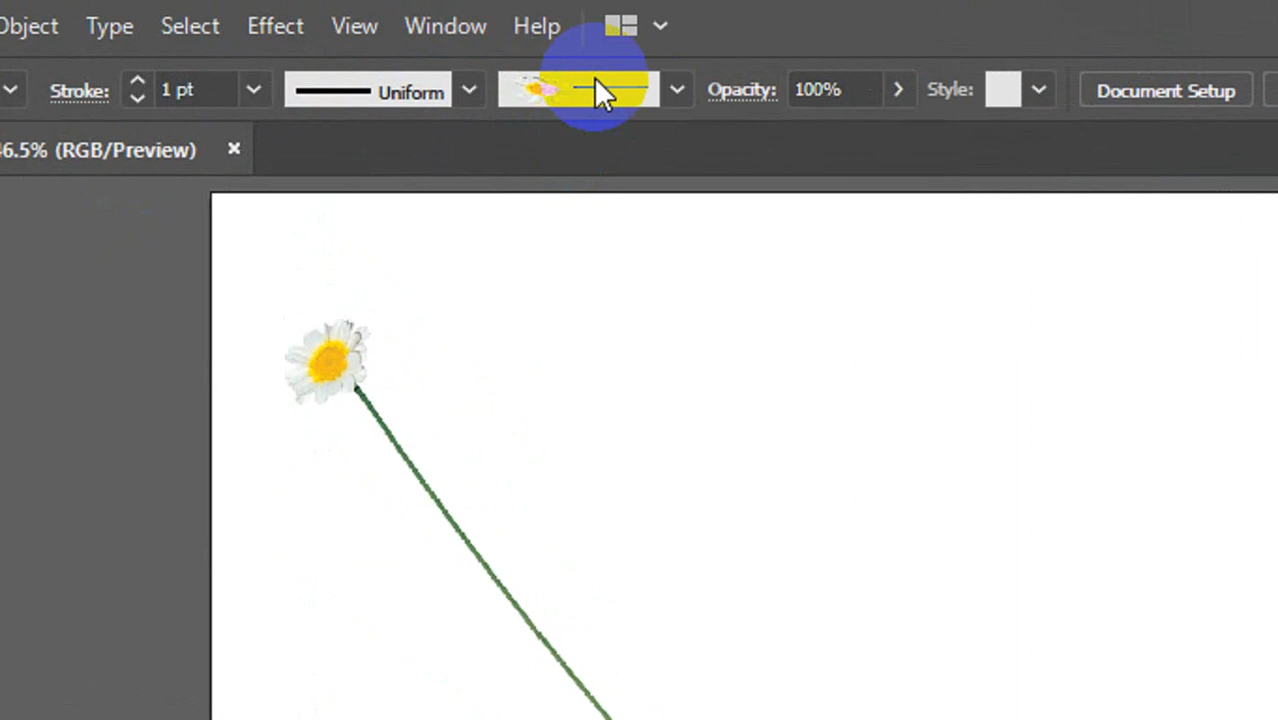 Object Type Select Effect View Window Help
Stroke: 1 pt Uniform Opacity: 100% Style: Document Setup
46.5% (RGB/Preview) ×